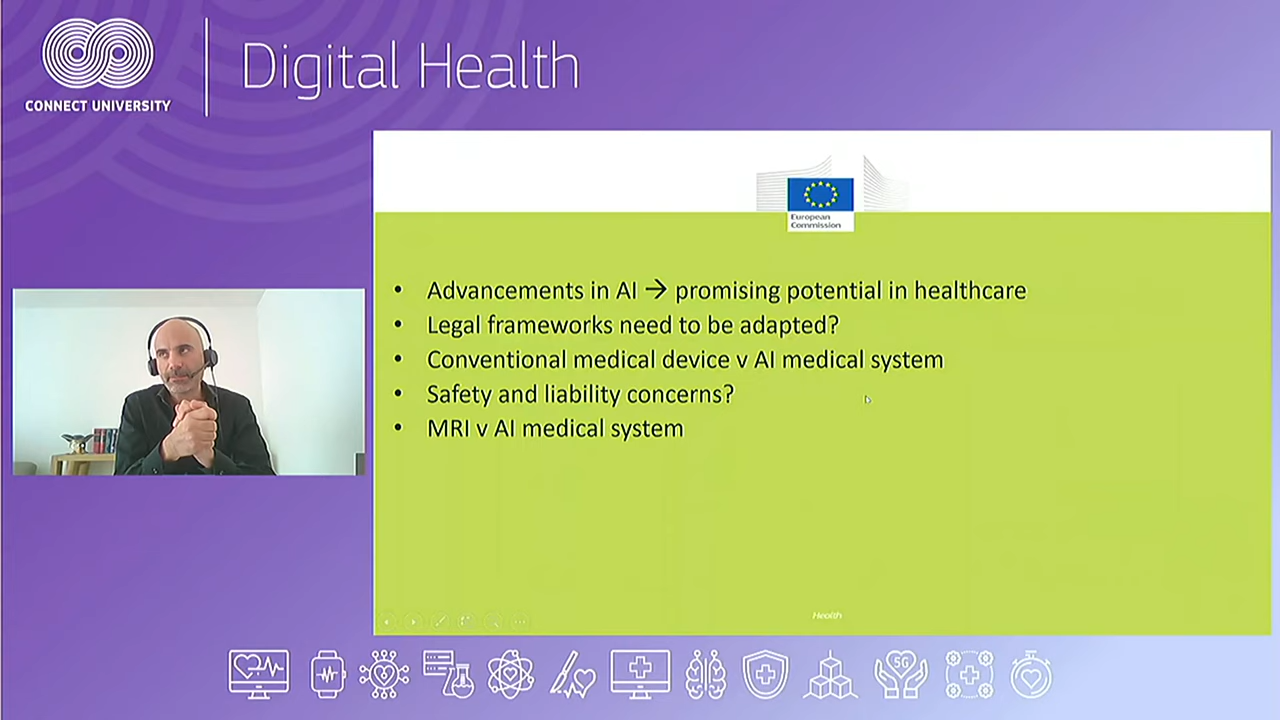 CONNECT UNIVERSITY
Digital Health
European
Commission
• Advancements in AI → promising potential in healthcare
• Legal frameworks need to be adapted?
• Conventional medical device v AI medical system
• Safety and liability concerns?
• MRI v AI medical system
Health
5G